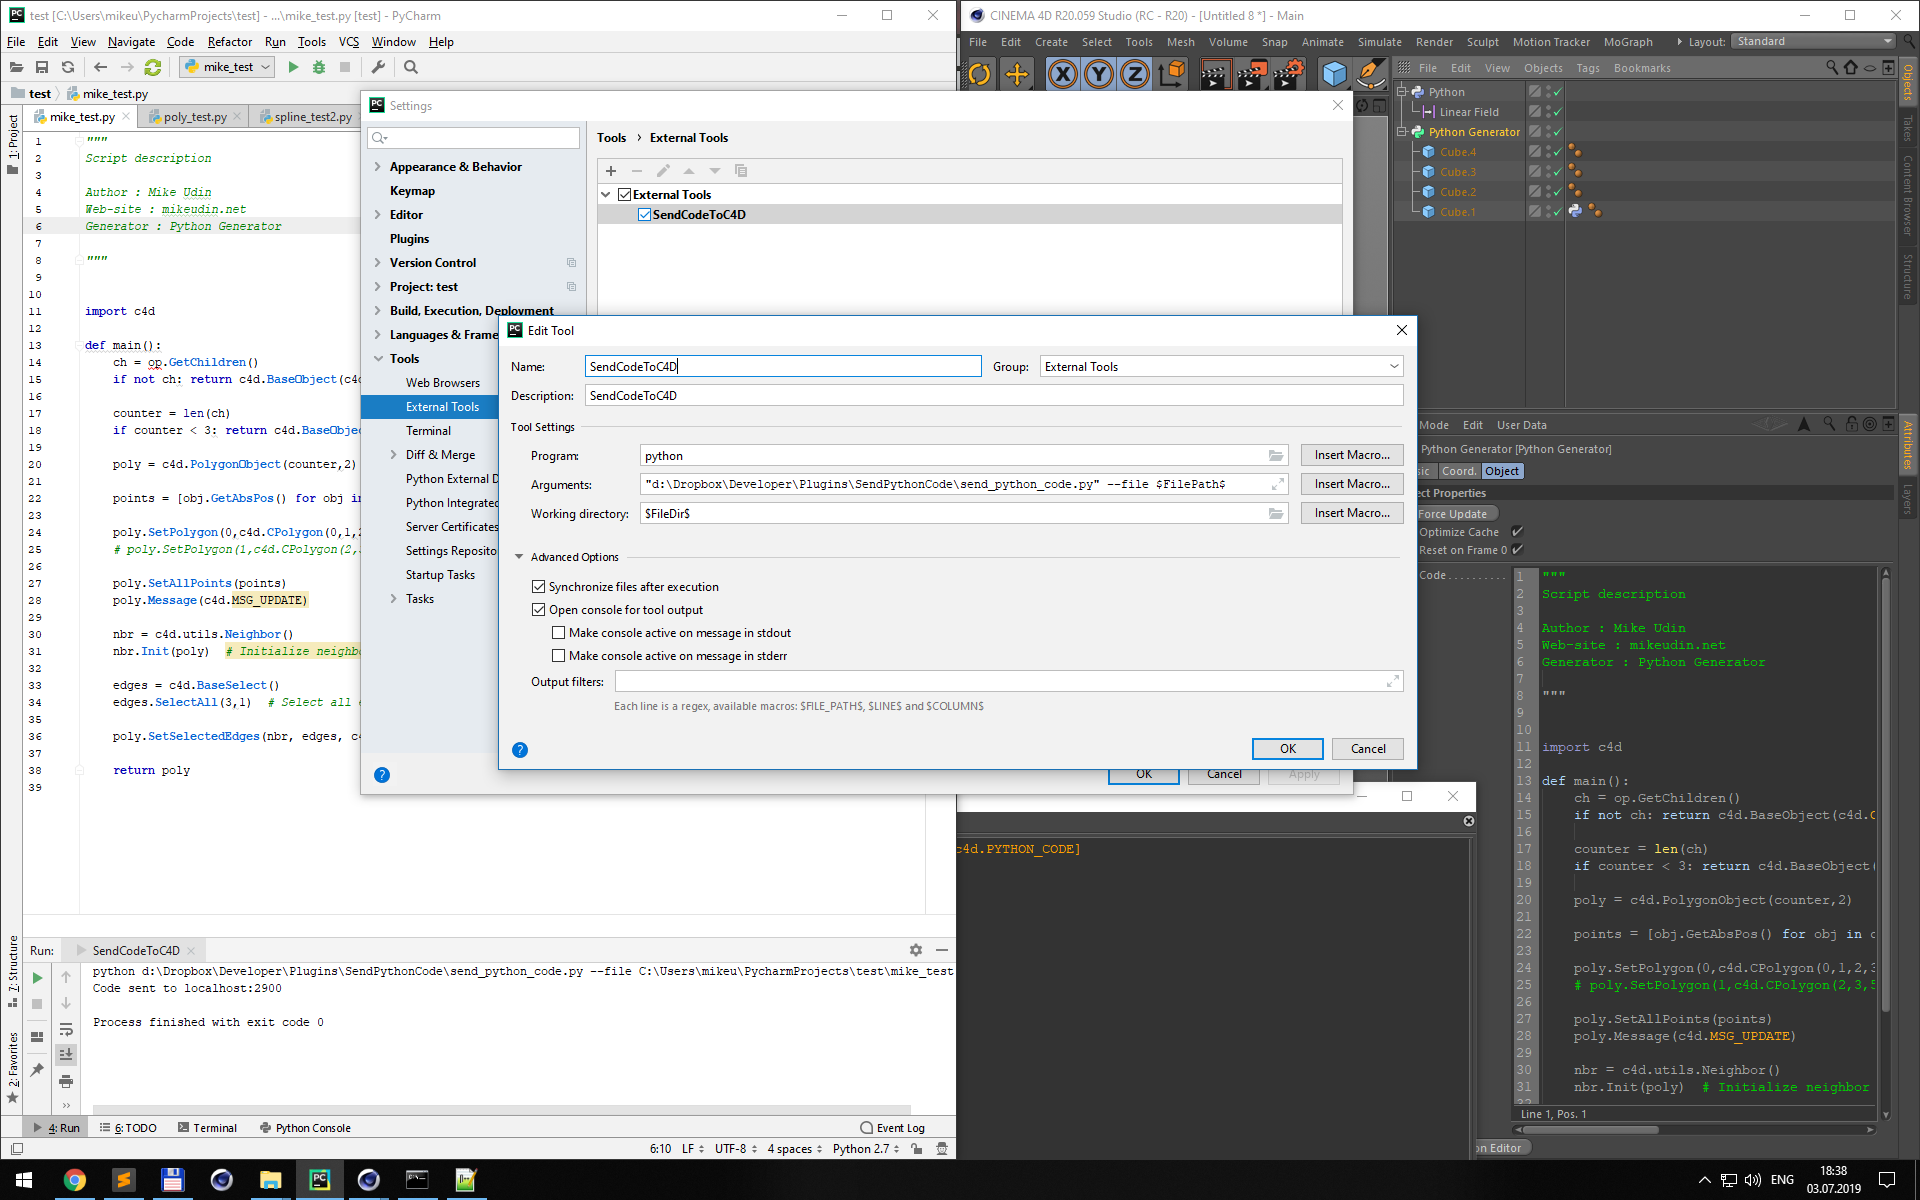 test [C:\Users\mikeu\PycharmProjects\test] - ...\mike_test.py [test] - PyCharm
File Edit View Navigate Code Refactor Run Tools VCS Window Help
mike_test
test mike_test.py
mike_test.py poly_test.py spline_test2.py
1: Project
7: Structure
2: Favorites
1 """
2 Script description
3
4 Author : Mike Udin
5 Web-site : mikeudin.net
6 Generator : Python Generator
7
8 """
9
10
11 import c4d
12
13 def main():
14 ch = op.GetChildren()
15 if not ch: return c4d.BaseObject(c4d
16
17 counter = len(ch)
18 if counter < 3: return c4d.BaseObjec
19
20 poly = c4d.PolygonObject(counter,2)
21
22 points = [obj.GetAbsPos() for obj in
23
24 poly.SetPolygon(0,c4d.CPolygon(0,1,2
25 # poly.SetPolygon(1,c4d.CPolygon(2,
26
27 poly.SetAllPoints(points)
28 poly.Message(c4d.MSG_UPDATE)
29
30 nbr = c4d.utils.Neighbor()
31 nbr.Init(poly) # Initialize neighbo
32
33 edges = c4d.BaseSelect()
34 edges.SelectAll(3,1) # Select all
35
36 poly.SetSelectedEdges(nbr, edges, c4
37
38 return poly
39
Run: SendCodeToC4D
python d:\Dropbox\Developer\Plugins\SendPythonCode\send_python_code.py --file C:\Users\mikeu\PycharmProjects\test\mike_test
Code sent to localhost:2900
Process finished with exit code 0
4: Run 6: TODO Terminal Python Console Event Log
6:10 LF UTF-8 4 spaces Python 2.7
Settings
Appearance & Behavior
Keymap
Editor
Plugins
Version Control
Project: test
Build, Execution, Deployment
Languages & Frame
Tools
Web Browsers
External Tools
Terminal
Diff & Merge
Python External D
Python Integrated
Server Certificates
Settings Reposito
Startup Tasks
Tasks
Tools › External Tools
External Tools
SendCodeToC4D
OK Cancel Apply
Edit Tool
Name: SendCodeToC4D Group: External Tools
Description: SendCodeToC4D
Tool Settings
Program: python Insert Macro...
Arguments: "d:\Dropbox\Developer\Plugins\SendPythonCode\send_python_code.py" --file $FilePath$ Insert Macro...
Working directory: $FileDir$ Insert Macro...
Advanced Options
Synchronize files after execution
Open console for tool output
Make console active on message in stdout
Make console active on message in stderr
Output filters:
Each line is a regex, available macros: $FILE_PATH$, $LINE$ and $COLUMN$
OK Cancel
CINEMA 4D R20.059 Studio (RC - R20) - [Untitled 8 *] - Main
File Edit Create Select Tools Mesh Volume Snap Animate Simulate Render Sculpt Motion Tracker MoGraph Layout: Standard
File Edit View Objects Tags Bookmarks
Python
Linear Field
Python Generator
Cube.4
Cube.3
Cube.2
Cube.1
Objects
Takes
Content Browser
Structure
Attributes
Layers
Mode Edit User Data
Python Generator [Python Generator]
sic Coord. Object
ect Properties
Force Update
Optimize Cache
Reset on Frame 0
Code
1 """
2 Script description
3
4 Author : Mike Udin
5 Web-site : mikeudin.net
6 Generator : Python Generator
7
8 """
9
10
11 import c4d
12
13 def main():
14 ch = op.GetChildren()
15 if not ch: return c4d.BaseObject(c4d.O
16
17 counter = len(ch)
18 if counter < 3: return c4d.BaseObject(
19
20 poly = c4d.PolygonObject(counter,2)
21
22 points = [obj.GetAbsPos() for obj in c
23
24 poly.SetPolygon(0,c4d.CPolygon(0,1,2,3
25 # poly.SetPolygon(1,c4d.CPolygon(2,3,5
26
27 poly.SetAllPoints(points)
28 poly.Message(c4d.MSG_UPDATE)
29
30 nbr = c4d.utils.Neighbor()
31 nbr.Init(poly) # Initialize neighbor
32
Line 1, Pos. 1
on Editor
c4d.PYTHON_CODE]
ENG
18:38
03.07.2019